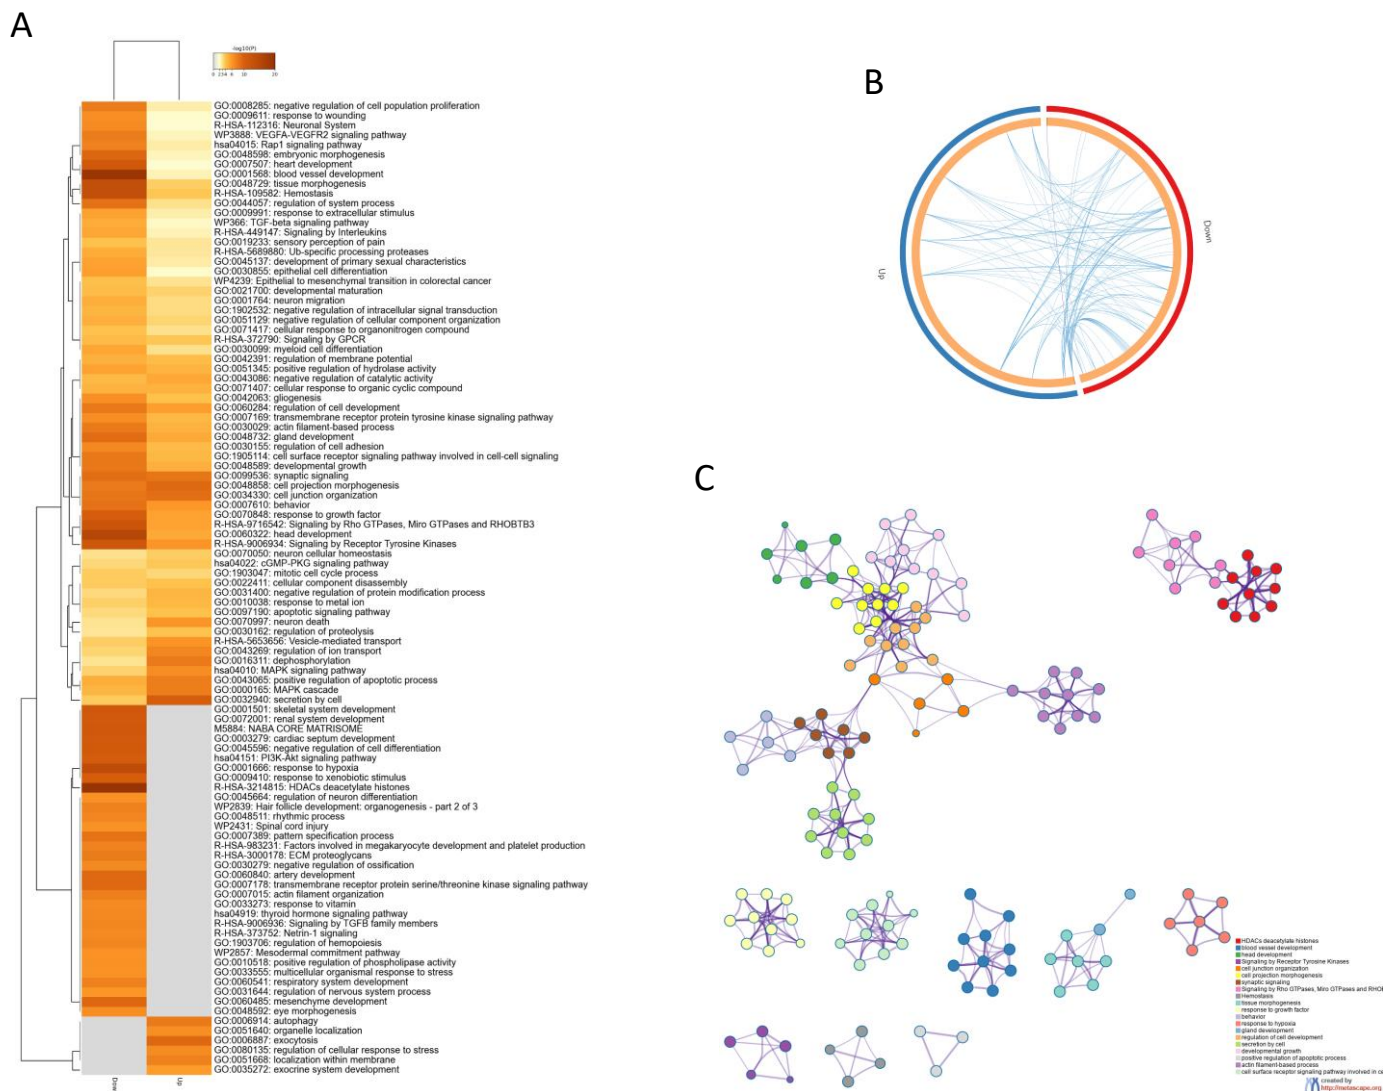 A
-log10(P)
0 2 3 4 6 10 20
GO:0008285: negative regulation of cell population proliferation
GO:0009611: response to wounding
R-HSA-112316: Neuronal System
WP3888: VEGFA-VEGFR2 signaling pathway
hsa04015: Rap1 signaling pathway
GO:0048598: embryonic morphogenesis
GO:0007507: heart development
GO:0001568: blood vessel development
GO:0048729: tissue morphogenesis
R-HSA-109582: Hemostasis
GO:0044057: regulation of system process
GO:0009991: response to extracellular stimulus
WP366: TGF-beta signaling pathway
R-HSA-449147: Signaling by Interleukins
GO:0019233: sensory perception of pain
R-HSA-5689880: Ub-specific processing proteases
GO:0045137: development of primary sexual characteristics
GO:0030855: epithelial cell differentiation
WP4239: Epithelial to mesenchymal transition in colorectal cancer
GO:0021700: developmental maturation
GO:0001764: neuron migration
GO:1902532: negative regulation of intracellular signal transduction
GO:0051129: negative regulation of cellular component organization
GO:0071417: cellular response to organonitrogen compound
R-HSA-372790: Signaling by GPCR
GO:0030099: myeloid cell differentiation
GO:0042391: regulation of membrane potential
GO:0051345: positive regulation of hydrolase activity
GO:0043086: negative regulation of catalytic activity
GO:0071407: cellular response to organic cyclic compound
GO:0042063: gliogenesis
GO:0060284: regulation of cell development
GO:0007169: transmembrane receptor protein tyrosine kinase signaling pathway
GO:0030029: actin filament-based process
GO:0048732: gland development
GO:0030155: regulation of cell adhesion
GO:1905114: cell surface receptor signaling pathway involved in cell-cell signaling
GO:0048589: developmental growth
GO:0099536: synaptic signaling
GO:0048858: cell projection morphogenesis
GO:0034330: cell junction organization
GO:0007610: behavior
GO:0070848: response to growth factor
R-HSA-9716542: Signaling by Rho GTPases, Miro GTPases and RHOBTB3
GO:0060322: head development
R-HSA-9006934: Signaling by Receptor Tyrosine Kinases
GO:0070050: neuron cellular homeostasis
hsa04022: cGMP-PKG signaling pathway
GO:1903047: mitotic cell cycle process
GO:0022411: cellular component disassembly
GO:0031400: negative regulation of protein modification process
GO:0010038: response to metal ion
GO:0097190: apoptotic signaling pathway
GO:0070997: neuron death
GO:0030162: regulation of proteolysis
R-HSA-5653656: Vesicle-mediated transport
GO:0043269: regulation of ion transport
GO:0016311: dephosphorylation
hsa04010: MAPK signaling pathway
GO:0043065: positive regulation of apoptotic process
GO:0000165: MAPK cascade
GO:0032940: secretion by cell
GO:0001501: skeletal system development
GO:0072001: renal system development
M5884: NABA CORE MATRISOME
GO:0003279: cardiac septum development
GO:0045596: negative regulation of cell differentiation
hsa04151: PI3K-Akt signaling pathway
GO:0001666: response to hypoxia
GO:0009410: response to xenobiotic stimulus
R-HSA-3214815: HDACs deacetylate histones
GO:0045664: regulation of neuron differentiation
WP2839: Hair follicle development: organogenesis - part 2 of 3
GO:0048511: rhythmic process
WP2431: Spinal cord injury
GO:0007389: pattern specification process
R-HSA-983231: Factors involved in megakaryocyte development and platelet production
R-HSA-3000178: ECM proteoglycans
GO:0030279: negative regulation of ossification
GO:0060840: artery development
GO:0007178: transmembrane receptor protein serine/threonine kinase signaling pathway
GO:0007015: actin filament organization
GO:0033273: response to vitamin
hsa04919: thyroid hormone signaling pathway
R-HSA-9006936: Signaling by TGFB family members
R-HSA-373752: Netrin-1 signaling
GO:1903706: regulation of hemopoiesis
WP2857: Mesodermal commitment pathway
GO:0010518: positive regulation of phospholipase activity
GO:0033555: multicellular organismal response to stress
GO:0060541: respiratory system development
GO:0031644: regulation of nervous system process
GO:0060485: mesenchyme development
GO:0048592: eye morphogenesis
GO:0006914: autophagy
GO:0051640: organelle localization
GO:0006887: exocytosis
GO:0080135: regulation of cellular response to stress
GO:0051668: localization within membrane
GO:0035272: exocrine system development
Dow
Up
B
Up
Down
C
HDACs deacetylate histones
blood vessel development
head development
Signaling by Receptor Tyrosine Kinases
cell junction organization
cell projection morphogenesis
synaptic signaling
Signaling by Rho GTPases, Miro GTPases and RHOB
Hemostasis
tissue morphogenesis
response to growth factor
behavior
response to hypoxia
gland development
regulation of cell development
secretion by cell
developmental growth
positive regulation of apoptotic process
actin filament-based process
cell surface receptor signaling pathway involved in ce
created by
http://metascape.org